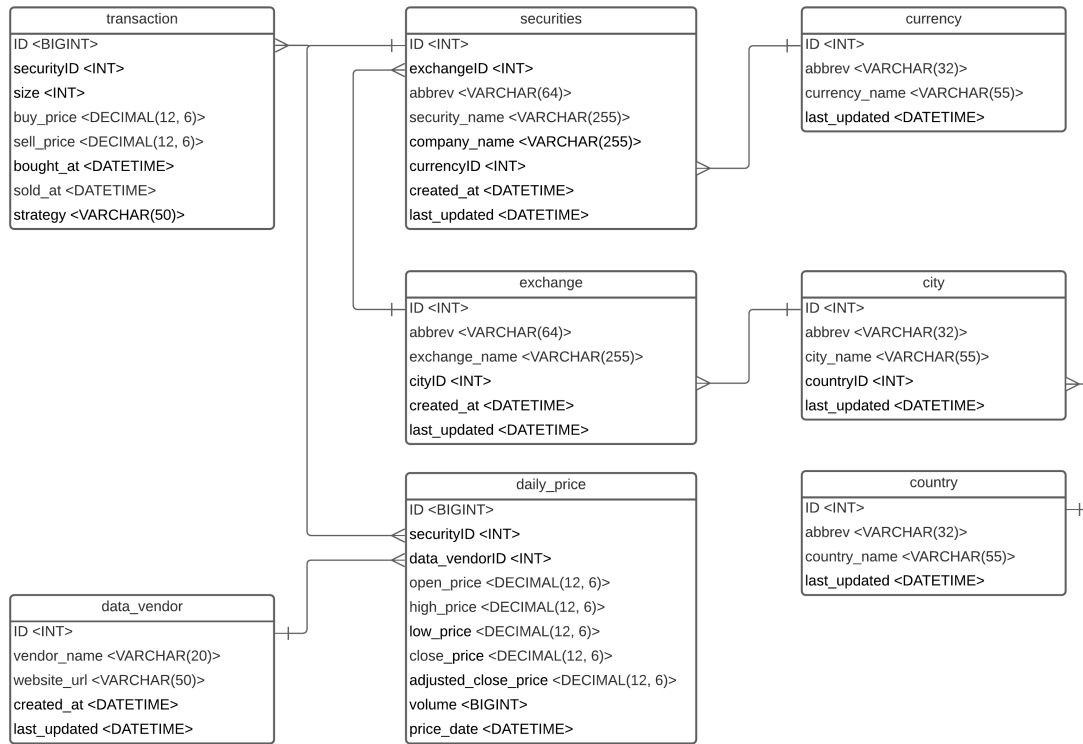 transaction
ID <BIGINT>
securityID <INT>
size <INT>
buy_price <DECIMAL(12, 6)>
sell_price <DECIMAL(12, 6)>
bought_at <DATETIME>
sold_at <DATETIME>
strategy <VARCHAR(50)>
securities
ID <INT>
exchangeID <INT>
abbrev <VARCHAR(64)>
security_name <VARCHAR(255)>
company_name <VARCHAR(255)>
currencyID <INT>
created_at <DATETIME>
last_updated <DATETIME>
currency
ID <INT>
abbrev <VARCHAR(32)>
currency_name <VARCHAR(55)>
last_updated <DATETIME>
exchange
ID <INT>
abbrev <VARCHAR(64)>
exchange_name <VARCHAR(255)>
cityID <INT>
created_at <DATETIME>
last_updated <DATETIME>
city
ID <INT>
abbrev <VARCHAR(32)>
city_name <VARCHAR(55)>
countryID <INT>
last_updated <DATETIME>
daily_price
ID <BIGINT>
securityID <INT>
data_vendorID <INT>
open_price <DECIMAL(12, 6)>
high_price <DECIMAL(12, 6)>
low_price <DECIMAL(12, 6)>
close_price <DECIMAL(12, 6)>
adjusted_close_price <DECIMAL(12, 6)>
volume <BIGINT>
price_date <DATETIME>
country
ID <INT>
abbrev <VARCHAR(32)>
country_name <VARCHAR(55)>
last_updated <DATETIME>
data_vendor
ID <INT>
vendor_name <VARCHAR(20)>
website_url <VARCHAR(50)>
created_at <DATETIME>
last_updated <DATETIME>